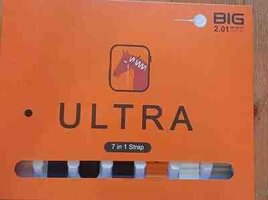 BIG
2.01
ULTRA
7 in 1 Strap